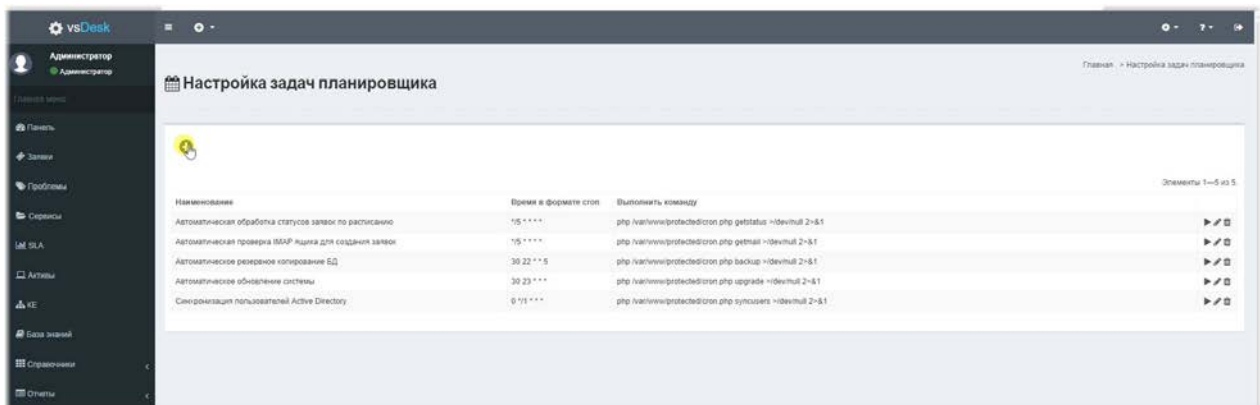 vsDesk
Администратор
Администратор
Главное меню
Главная > Настройка задач планировщика
Настройка задач планировщика
Панель
Заявки
Проблемы
Сервисы
SLA
Активы
КЕ
База знаний
Справочники
Отчеты
Элементы 1—5 из 5.
Наименование Время в формате cron Выполнить команду
Автоматическая обработка статусов заявок по расписанию */5 * * * * php /var/www/protected/cron.php getstatus >/dev/null 2>&1
Автоматическая проверка IMAP ящика для создания заявок */5 * * * * php /var/www/protected/cron.php getmail >/dev/null 2>&1
Автоматическое резервное копирование БД 30 22 * * 5 php /var/www/protected/cron.php backup >/dev/null 2>&1
Автоматическое обновление системы 30 23 * * * php /var/www/protected/cron.php upgrade >/dev/null 2>&1
Синхронизация пользователей Active Directory 0 */1 * * * php /var/www/protected/cron.php syncusers >/dev/null 2>&1